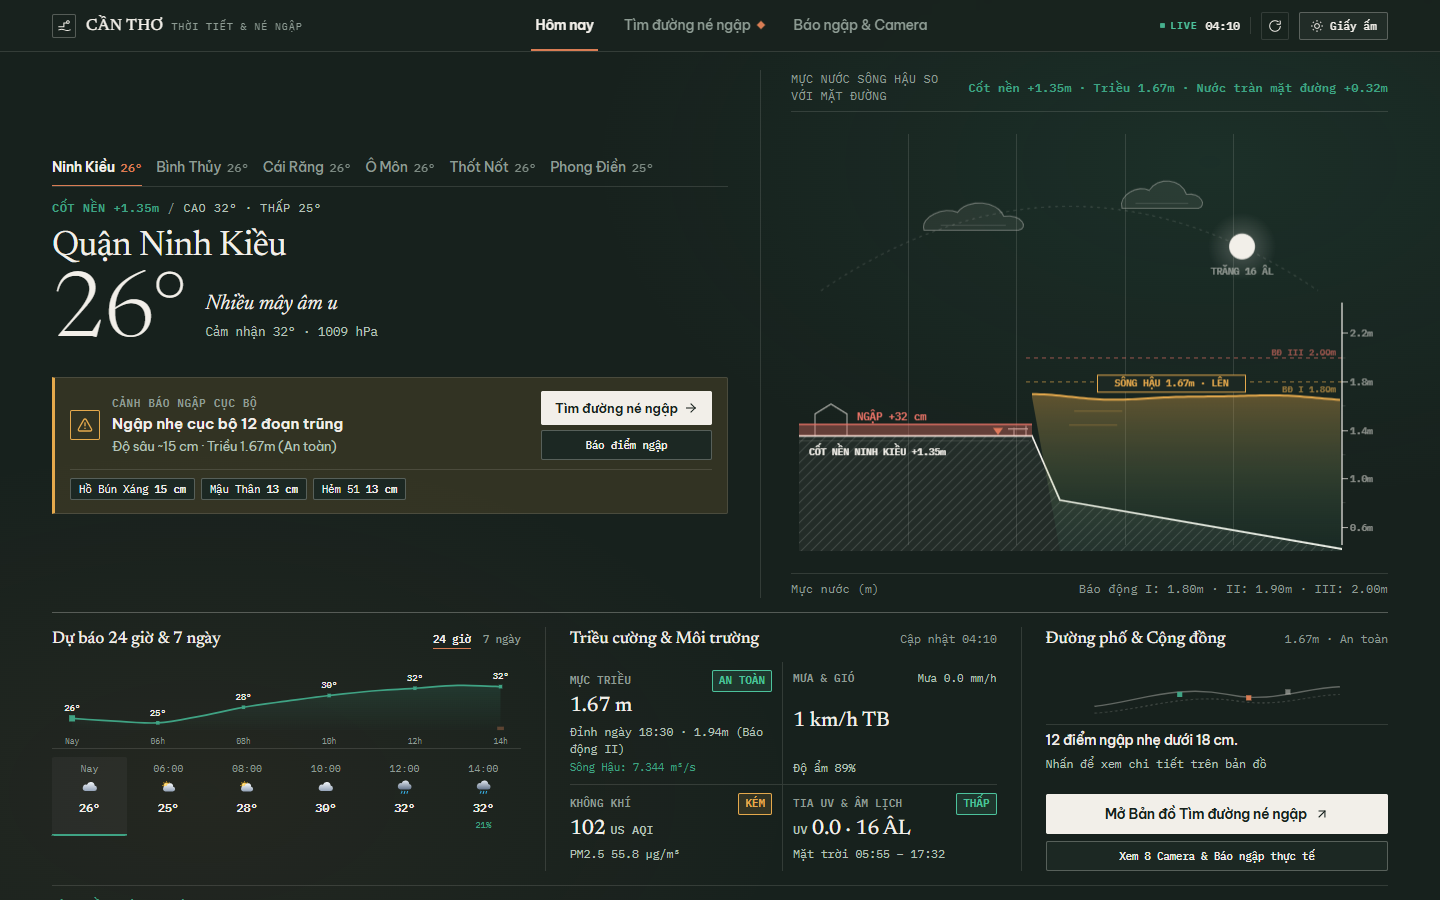 CẦN THƠ THỜI TIẾT & NÉ NGẬP
Hôm nay
Tìm đường né ngập
Báo ngập & Camera
LIVE 04:10
Giấy ấm
Ninh Kiều 26° Bình Thủy 26° Cái Răng 26° Ô Môn 26° Thốt Nốt 26° Phong Điền 25°
CỐT NỀN +1.35m / CAO 32° · THẤP 25°
Quận Ninh Kiều
26°
Nhiều mây âm u
Cảm nhận 32° · 1009 hPa
CẢNH BÁO NGẬP CỤC BỘ
Ngập nhẹ cục bộ 12 đoạn trũng
Độ sâu ~15 cm · Triều 1.67m (An toàn)
Tìm đường né ngập →
Báo điểm ngập
Hồ Bún Xáng 15 cm
Mậu Thân 13 cm
Hẻm 51 13 cm
MỰC NƯỚC SÔNG HẬU SO
VỚI MẶT ĐƯỜNG
Cốt nền +1.35m · Triều 1.67m · Nước tràn mặt đường +0.32m
TRĂNG 16 ÂL
2.2m
BĐ III 2.00m
1.8m
SÔNG HẬU 1.67m · LÊN
BĐ I 1.80m
NGẬP +32 cm
1.4m
CỐT NỀN NINH KIỀU +1.35m
1.0m
0.6m
Mực nước (m)
Báo động I: 1.80m · II: 1.90m · III: 2.00m
Dự báo 24 giờ & 7 ngày
24 giờ
7 ngày
26° 25° 28° 30° 32° 32°
Nay 06h 08h 10h 12h 14h
Nay 06:00 08:00 10:00 12:00 14:00
26° 25° 28° 30° 32° 32°
21%
Triều cường & Môi trường
Cập nhật 04:10
MỰC TRIỀU
AN TOÀN
1.67 m
Đỉnh ngày 18:30 · 1.94m (Báo
động II)
Sông Hậu: 7.344 m³/s
MƯA & GIÓ
Mưa 0.0 mm/h
1 km/h TB
Độ ẩm 89%
KHÔNG KHÍ
KÉM
102 US AQI
PM2.5 55.8 µg/m³
TIA UV & ÂM LỊCH
THẤP
UV 0.0 · 16 ÂL
Mặt trời 05:55 – 17:32
Đường phố & Cộng đồng
1.67m · An toàn
12 điểm ngập nhẹ dưới 18 cm.
Nhấn để xem chi tiết trên bản đồ
Mở Bản đồ Tìm đường né ngập ↗
Xem 8 Camera & Báo ngập thực tế